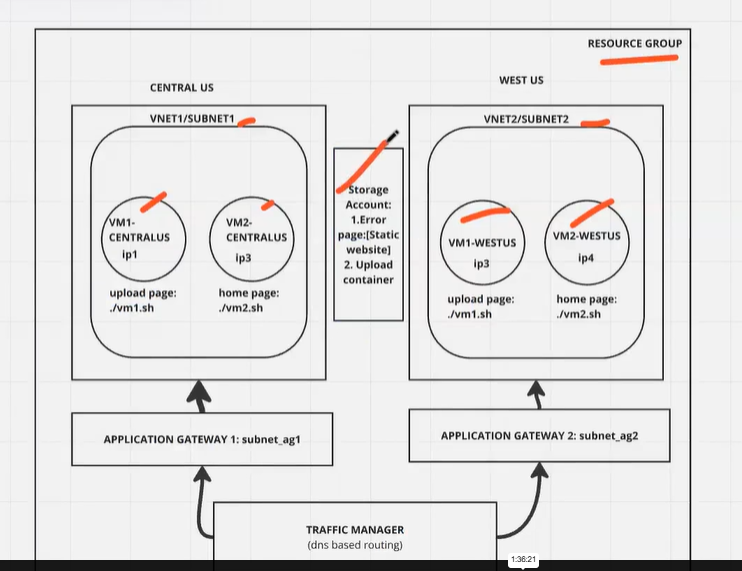 RESOURCE GROUP
CENTRAL US
WEST US
VNET1/SUBNET1
VNET2/SUBNET2
VM1-
CENTRALUS
ip1
upload page:
./vm1.sh
VM2-
CENTRALUS
ip3
home page:
./vm2.sh
Storage
Account:
1.Error
page:[Static
website]
2. Upload
container
VM1-WESTUS
ip3
upload page:
./vm1.sh
VM2-WESTUS
ip4
home page:
./vm2.sh
APPLICATION GATEWAY 1: subnet_ag1
APPLICATION GATEWAY 2: subnet_ag2
TRAFFIC MANAGER
(dns based routing)
1:36:21